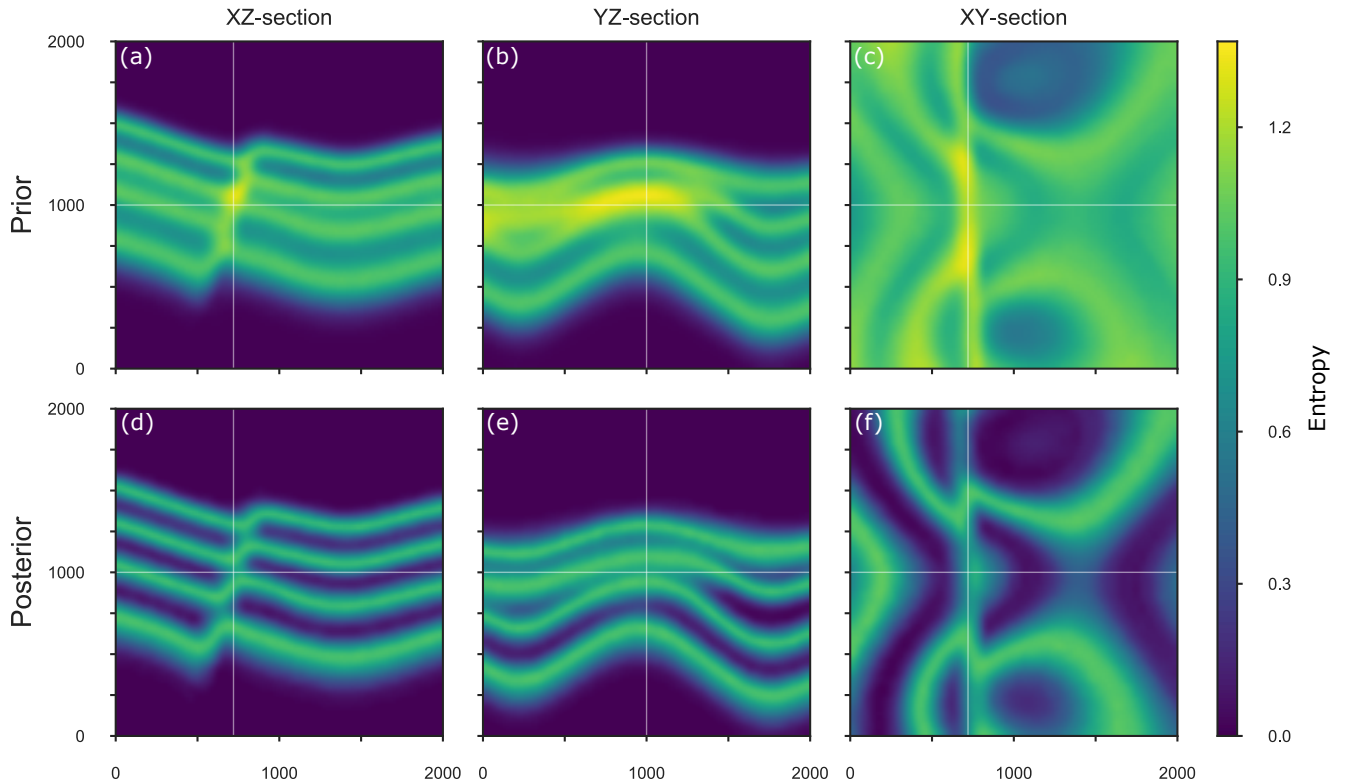 XZ-section YZ-section XY-section
2000 (a) (b) (c)
1.2
Prior
1000
0.9
0
Entropy
2000 (d) (e) (f)
0.6
Posterior
1000
0.3
0 0.0
0 1000 2000 0 1000 2000 0 1000 2000